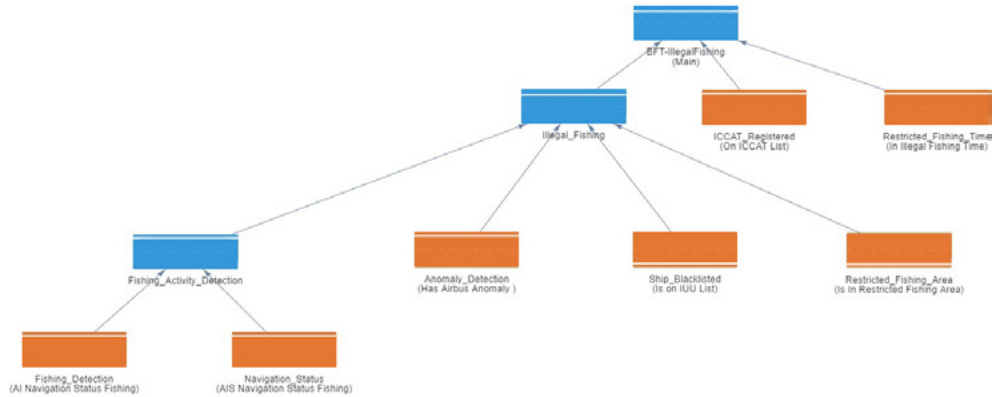 BFT-IllegalFishing
(Main)
Illegal_Fishing
ICCAT_Registered
(On ICCAT List)
Restricted_Fishing_Timer
(In Illegal Fishing Time)
Fishing_Activity_Detection
Anomaly_Detection
(Has Airbus Anomaly )
Ship_Blacklisted
(Is on IUU List)
Restricted_Fishing_Area
(Is In Restricted Fishing Area)
Fishing_Detection
(AI Navigation Status Fishing)
Navigation_Status
(AIS Navigation Status Fishing)